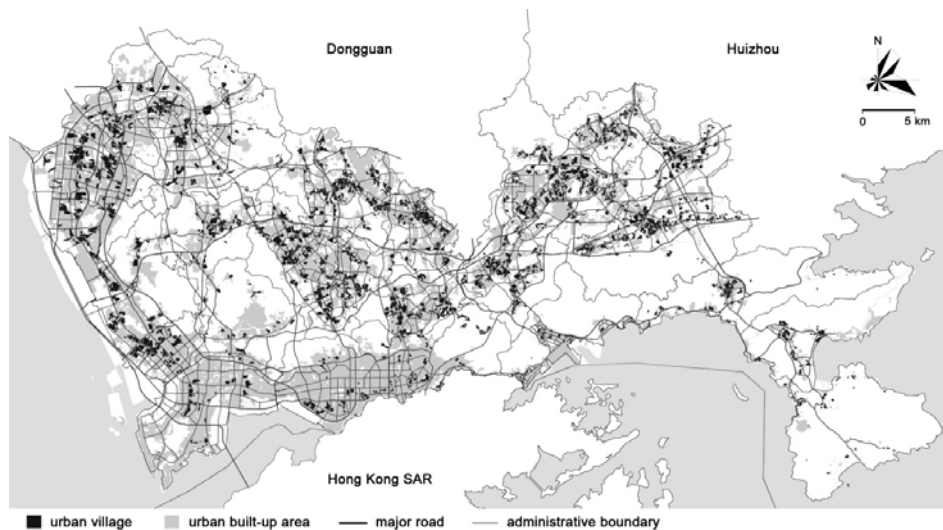 Dongguan
Huizhou
N
0 5 km
Hong Kong SAR
urban village urban built-up area major road administrative boundary